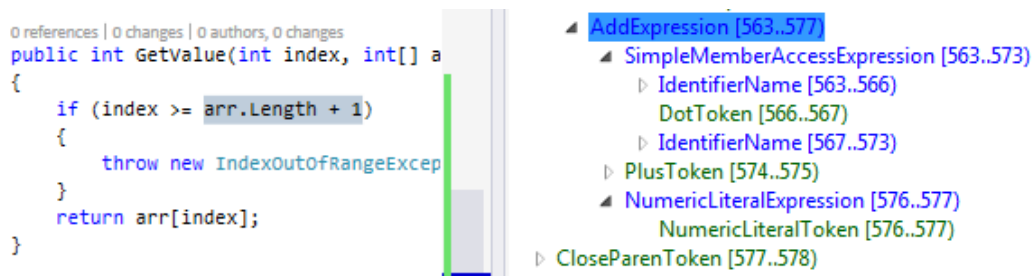 0 references | 0 changes | 0 authors, 0 changes
public int GetValue(int index, int[] a
{
if (index >= arr.Length + 1)
{
throw new IndexOutOfRangeExcep
}
return arr[index];
}
AddExpression [563..577)
SimpleMemberAccessExpression [563..573)
IdentifierName [563..566)
DotToken [566..567)
IdentifierName [567..573)
PlusToken [574..575)
NumericLiteralExpression [576..577)
NumericLiteralToken [576..577)
CloseParenToken [577..578)